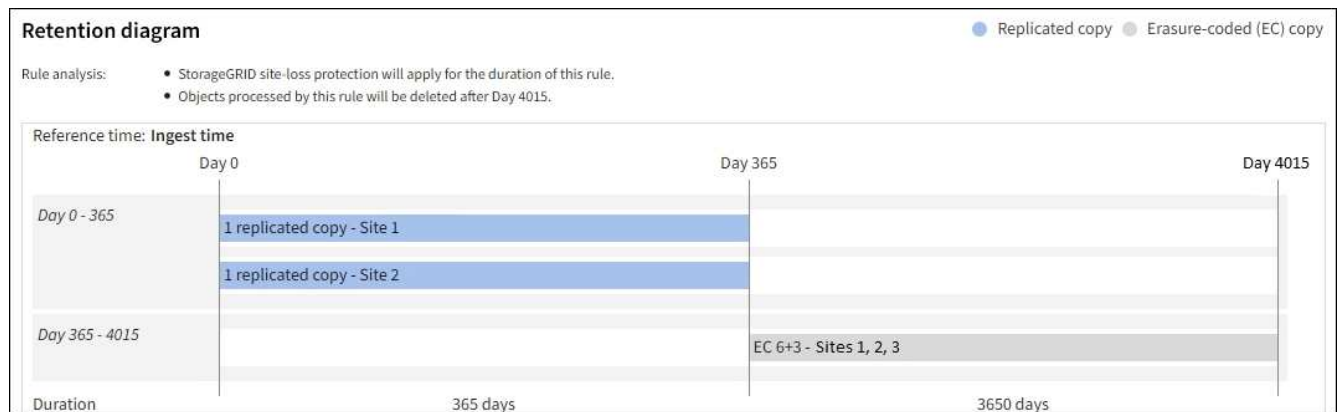 Retention diagram
Replicated copy Erasure-coded (EC) copy
Rule analysis:
• StorageGRID site-loss protection will apply for the duration of this rule.
• Objects processed by this rule will be deleted after Day 4015.
Reference time: Ingest time
Day 0 Day 365 Day 4015
Day 0 - 365
1 replicated copy - Site 1
1 replicated copy - Site 2
Day 365 - 4015
EC 6+3 - Sites 1, 2, 3
Duration 365 days 3650 days